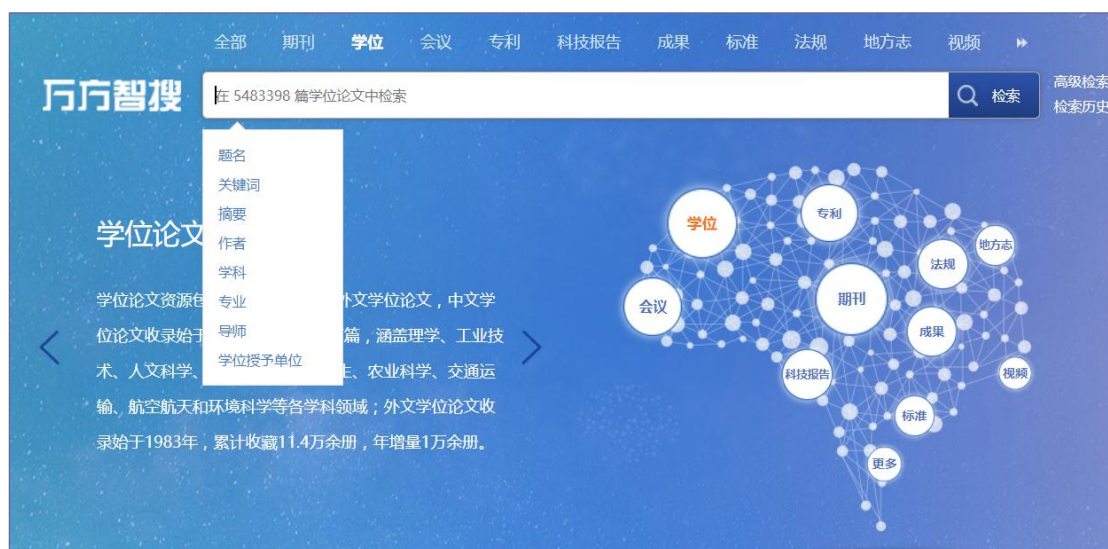 全部 期刊 学位 会议 专利 科技报告 成果 标准 法规 地方志 视频
万方智搜
在 5483398 篇学位论文中检索
检索
高级检索
检索历史
题名
关键词
摘要
作者
学科
专业
导师
学位授予单位
学位论文
学位论文资源包 外文学位论文，中文学
位论文收录始于 篇，涵盖理学、工业技
术、人文科学、 农业科学、交通运
输、航空航天和环境科学等各学科领域；外文学位论文收
录始于1983年，累计收藏11.4万余册，年增量1万余册。
学位
专利
地方志
法规
会议
期刊
成果
科技报告
视频
标准
更多